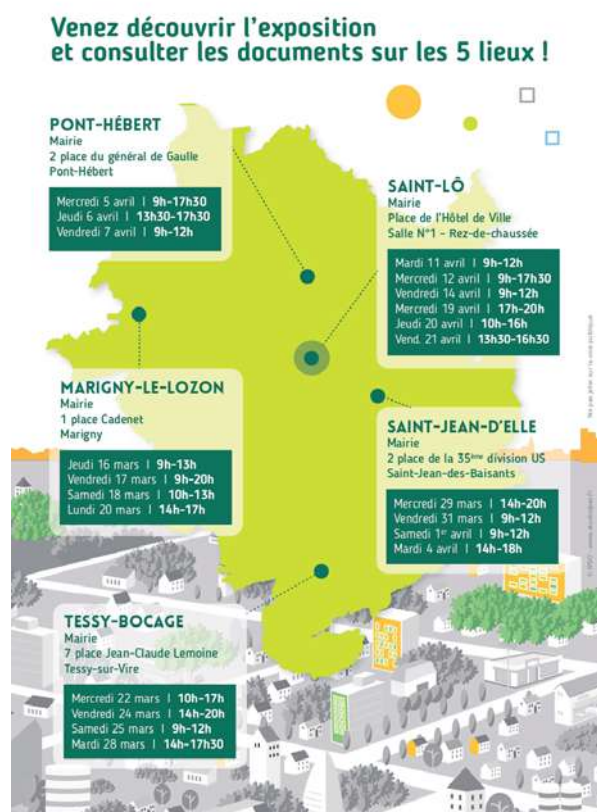 Venez découvrir l'exposition
et consulter les documents sur les 5 lieux !
PONT-HÉBERT
Mairie
2 place du général de Gaulle
Pont-Hébert
Mercredi 5 avril | 9h-17h30
Jeudi 6 avril | 13h30-17h30
Vendredi 7 avril | 9h-12h
SAINT-LÔ
Mairie
Place de l'Hôtel de Ville
Salle N°1 - Rez-de-chaussée
Mardi 11 avril | 9h-12h
Mercredi 12 avril | 9h-17h30
Vendredi 14 avril | 9h-12h
Mercredi 19 avril | 17h-20h
Jeudi 20 avril | 10h-16h
Vend. 21 avril | 13h30-16h30
MARIGNY-LE-LOZON
Mairie
1 place Cadenet
Marigny
Jeudi 16 mars | 9h-13h
Vendredi 17 mars | 9h-20h
Samedi 18 mars | 10h-13h
Lundi 20 mars | 14h-17h
SAINT-JEAN-D'ELLE
Mairie
2 place de la 35ème division US
Saint-Jean-des-Baisants
Mercredi 29 mars | 14h-20h
Vendredi 31 mars | 9h-12h
Samedi 1er avril | 9h-12h
Mardi 4 avril | 14h-18h
TESSY-BOCAGE
Mairie
7 place Jean-Claude Lemoine
Tessy-sur-Vire
Mercredi 22 mars | 10h-17h
Vendredi 24 mars | 14h-20h
Samedi 25 mars | 9h-12h
Mardi 28 mars | 14h-17h30
Ne pas jeter sur la voie publique